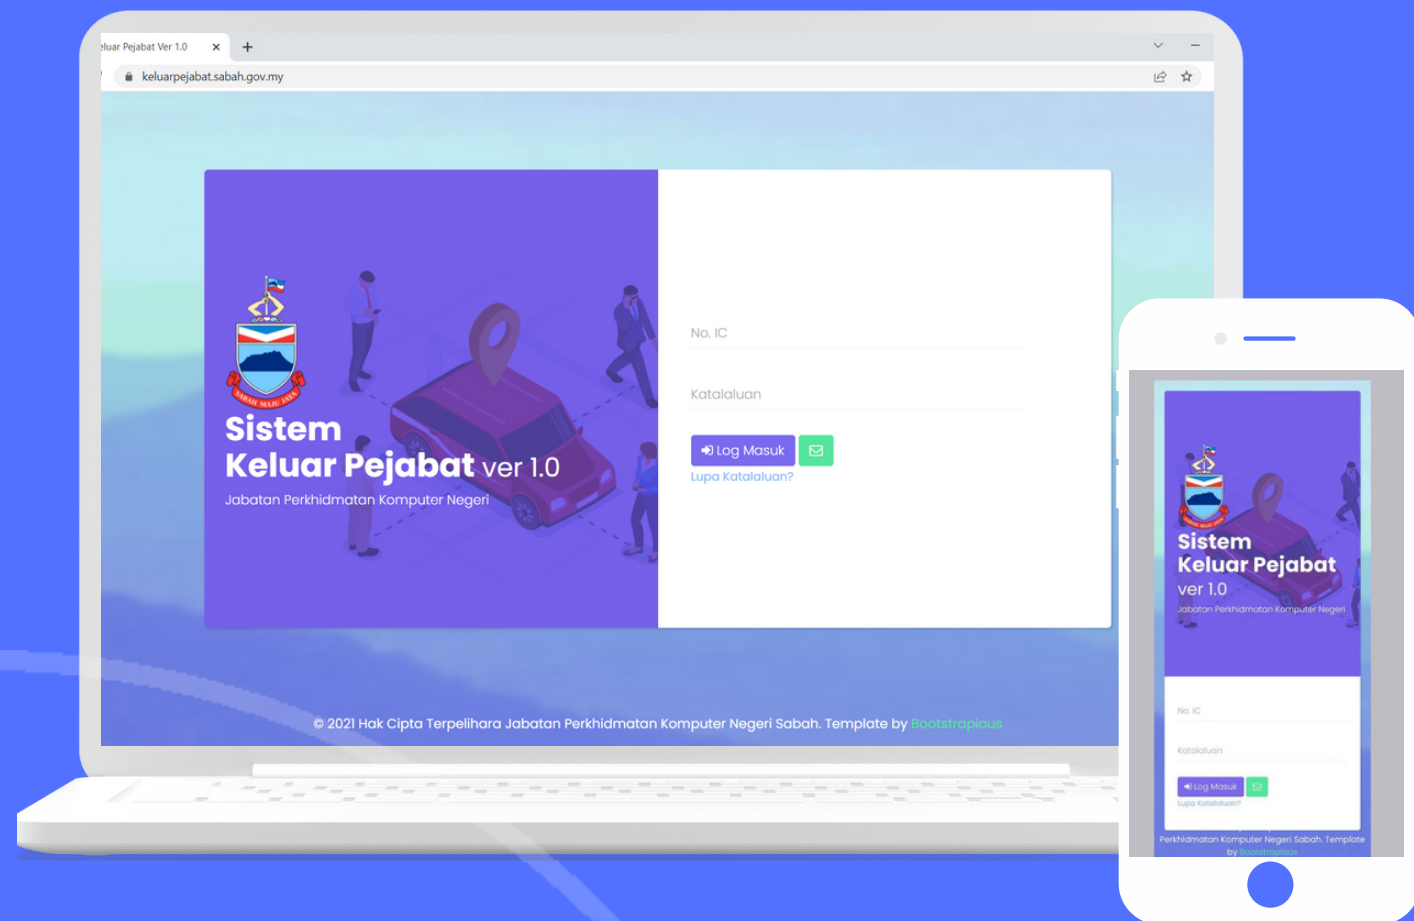 eluar Pejabat Ver 1.0
keluarpejabat.sabah.gov.my
SABAH MAJU JAYA
Sistem
Keluar Pejabat ver 1.0
Jabatan Perkhidmatan Komputer Negeri
No. IC
Katalaluan
Log Masuk
Lupa Katalaluan?
© 2021 Hak Cipta Terpelihara Jabatan Perkhidmatan Komputer Negeri Sabah. Template by Bootstrapious
Sistem
Keluar Pejabat
ver 1.0
Jabatan Perkhidmatan Komputer Negeri
No. IC
Katalaluan
Log Masuk
Lupa Katalaluan?
Perkhidmatan Komputer Negeri Sabah. Template
by Bootstrapious